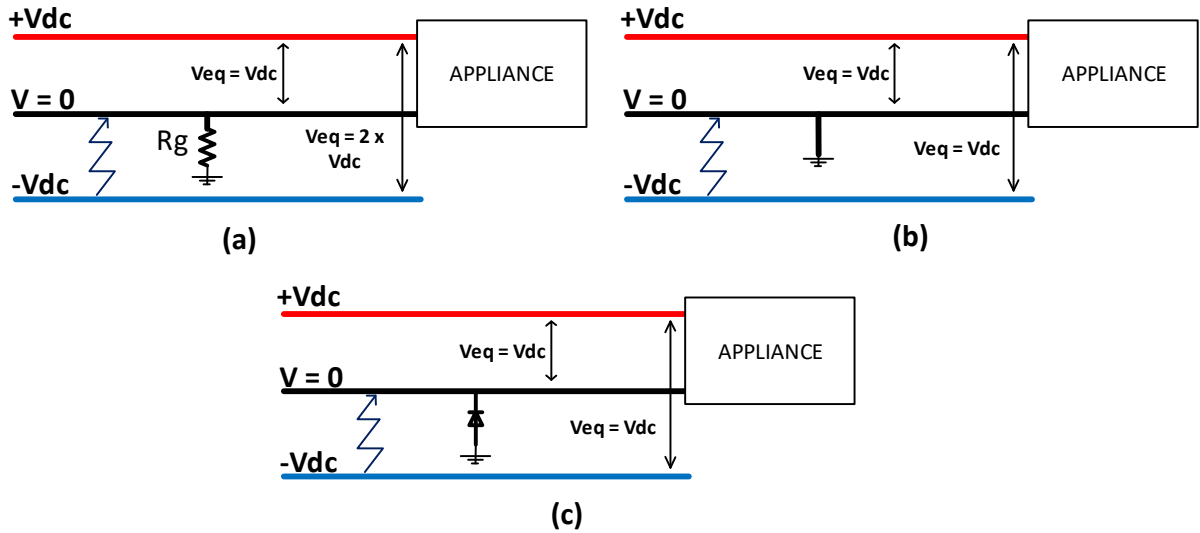 +Vdc
Veq = Vdc
APPLIANCE
V = 0
Rg
Veq = 2 x
Vdc
-Vdc
(a)
+Vdc
Veq = Vdc
APPLIANCE
V = 0
Veq = Vdc
-Vdc
(b)
+Vdc
Veq = Vdc
APPLIANCE
V = 0
Veq = Vdc
-Vdc
(c)